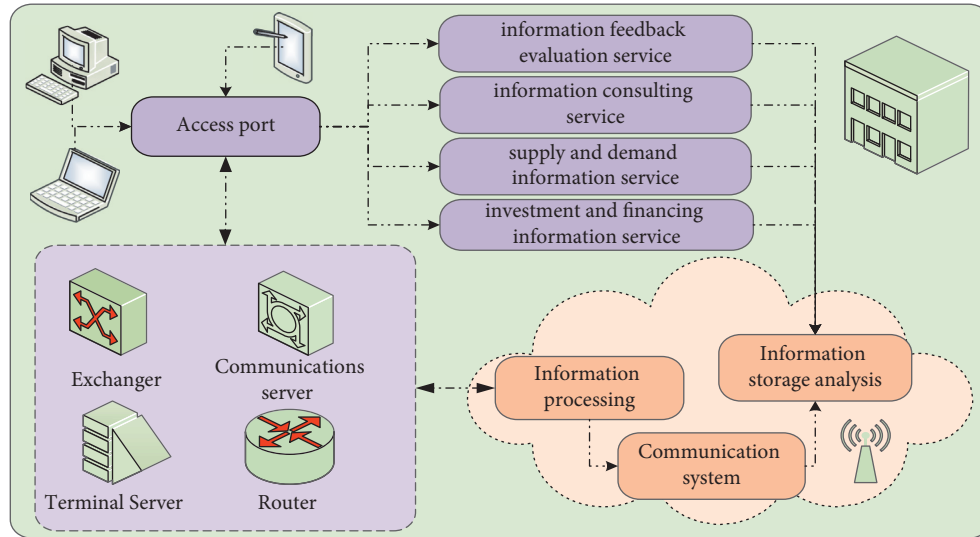 information feedback
evaluation service
Access port
information consulting
service
supply and demand
information service
investment and financing
information service
Exchanger
Communications
server
Terminal Server
Router
Information
processing
Communication
system
Information
storage analysis